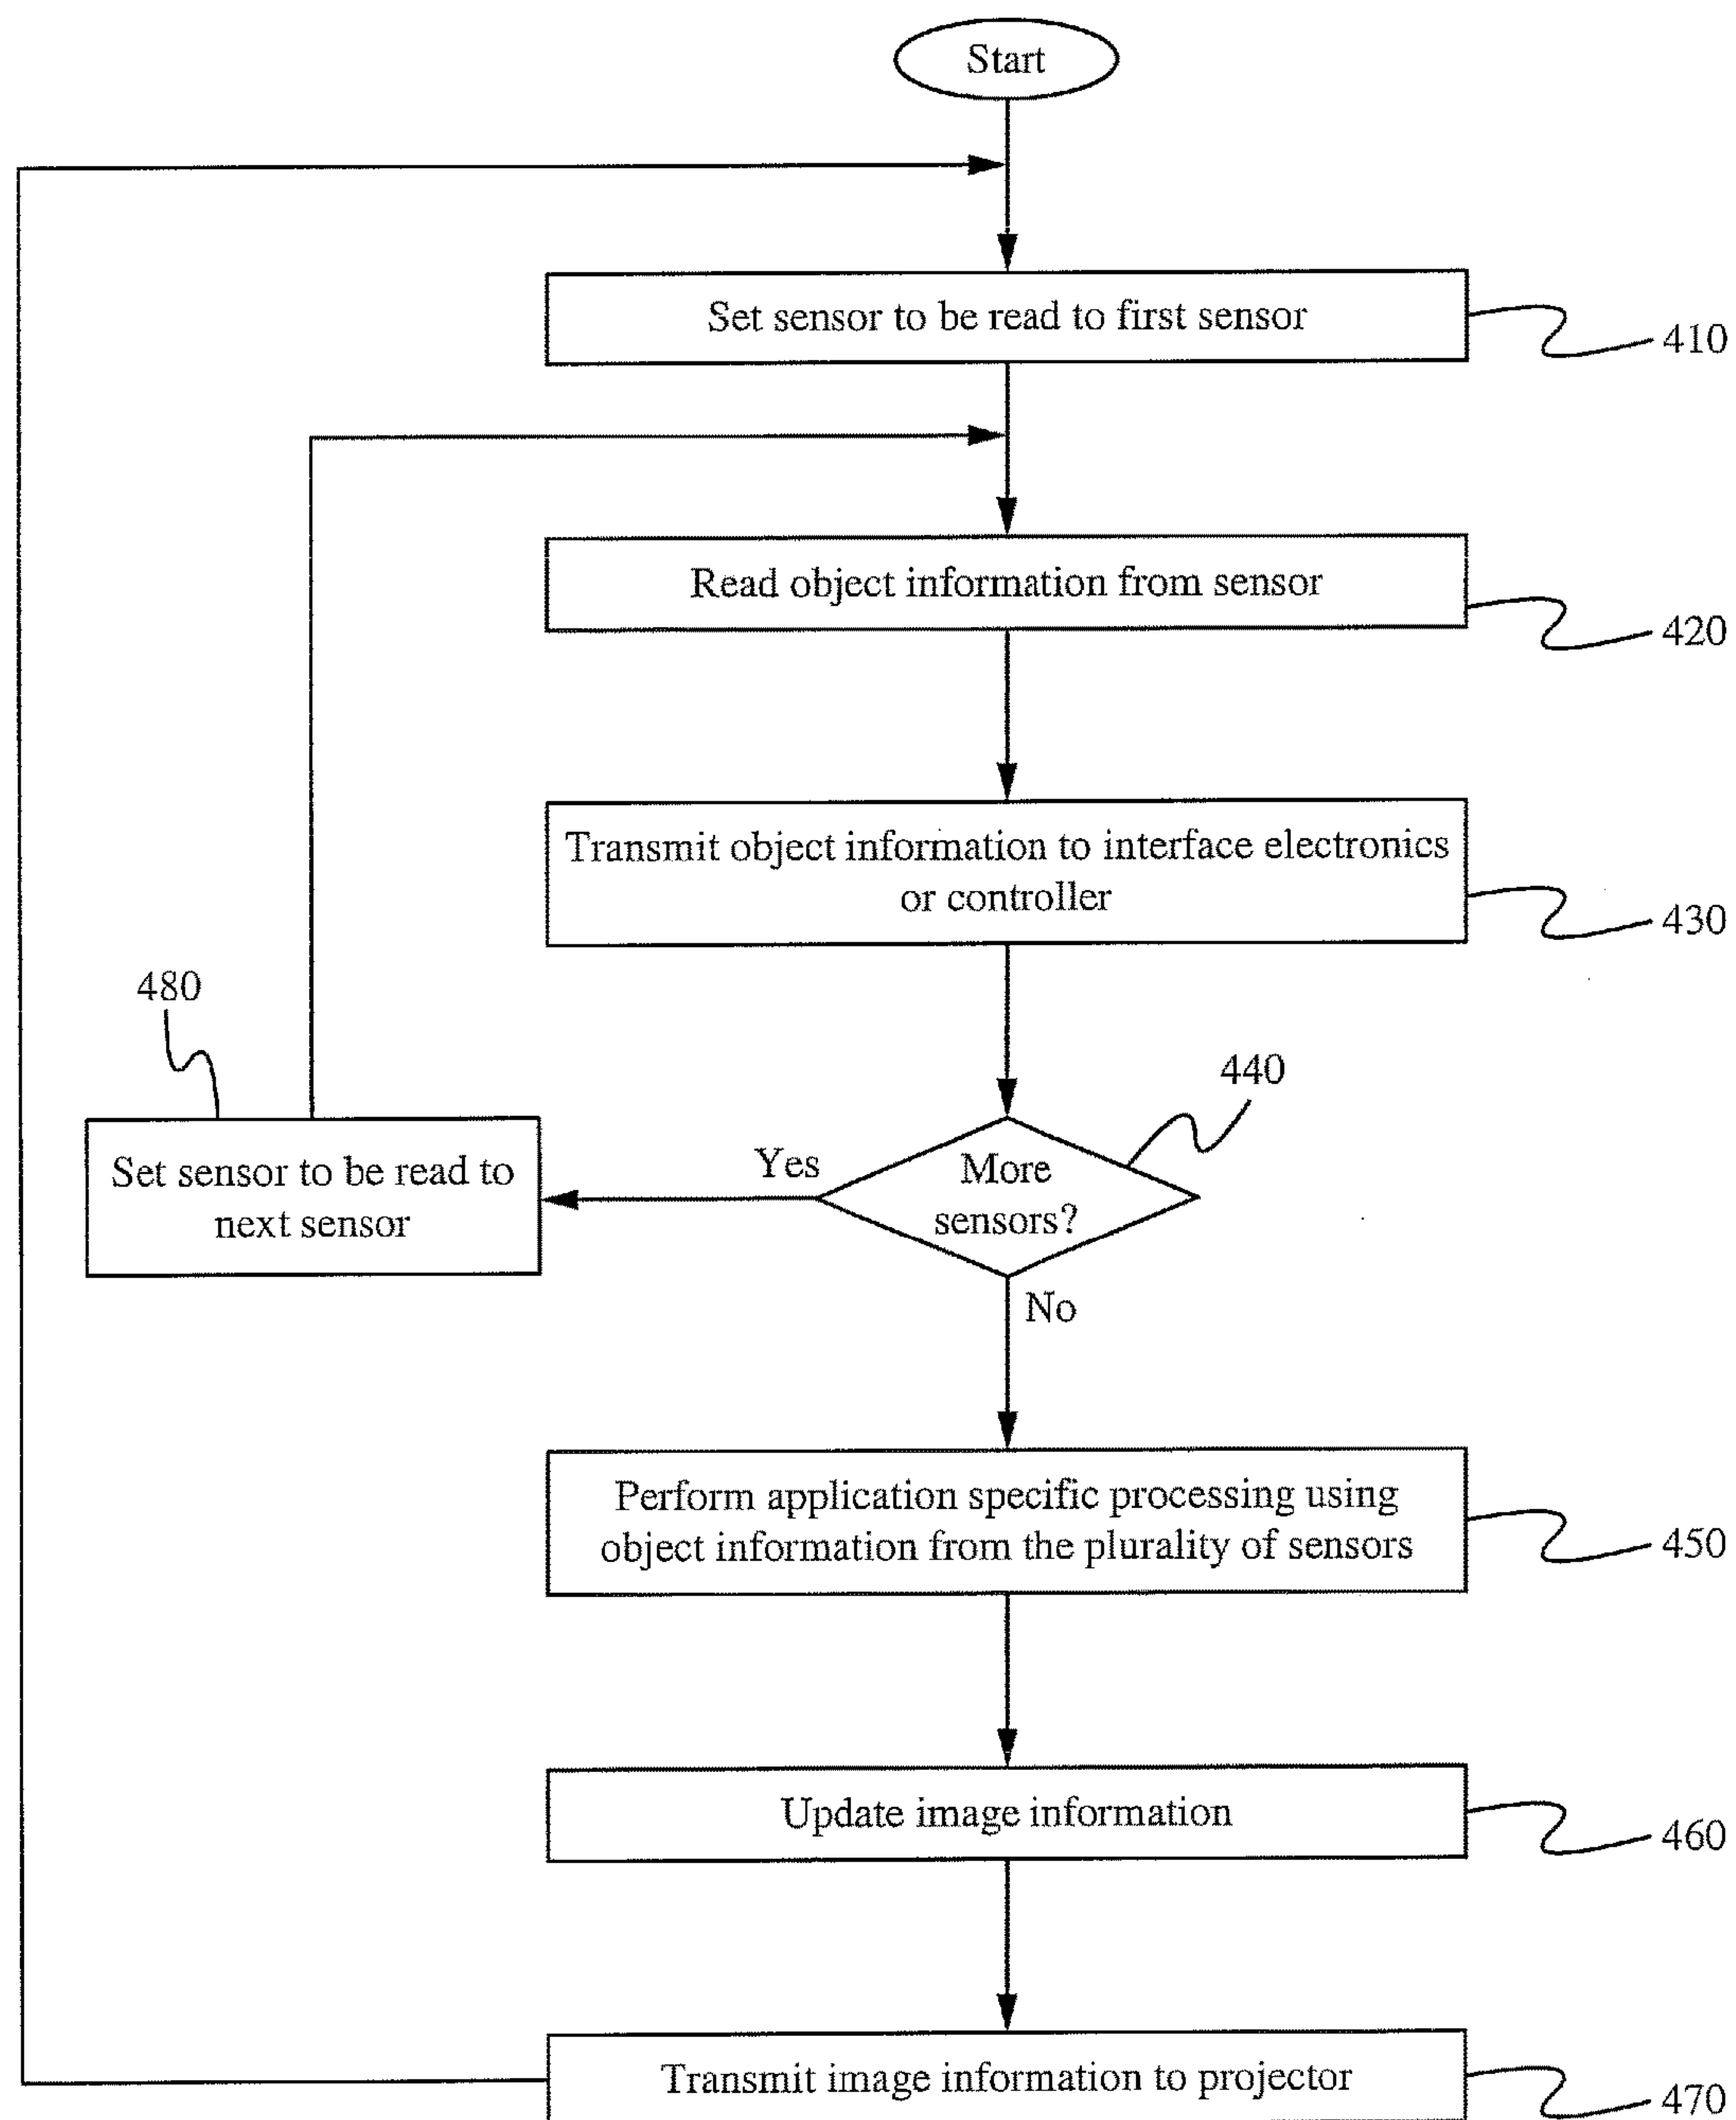 Start
Set sensor to be read to first sensor
410
Read object information from sensor
420
Transmit object information to interface electronics
or controller
430
480
440
Set sensor to be read to
next sensor
Yes
More
sensors?
No
Perform application specific processing using
object information from the plurality of sensors
450
Update image information
460
Transmit image information to projector
470